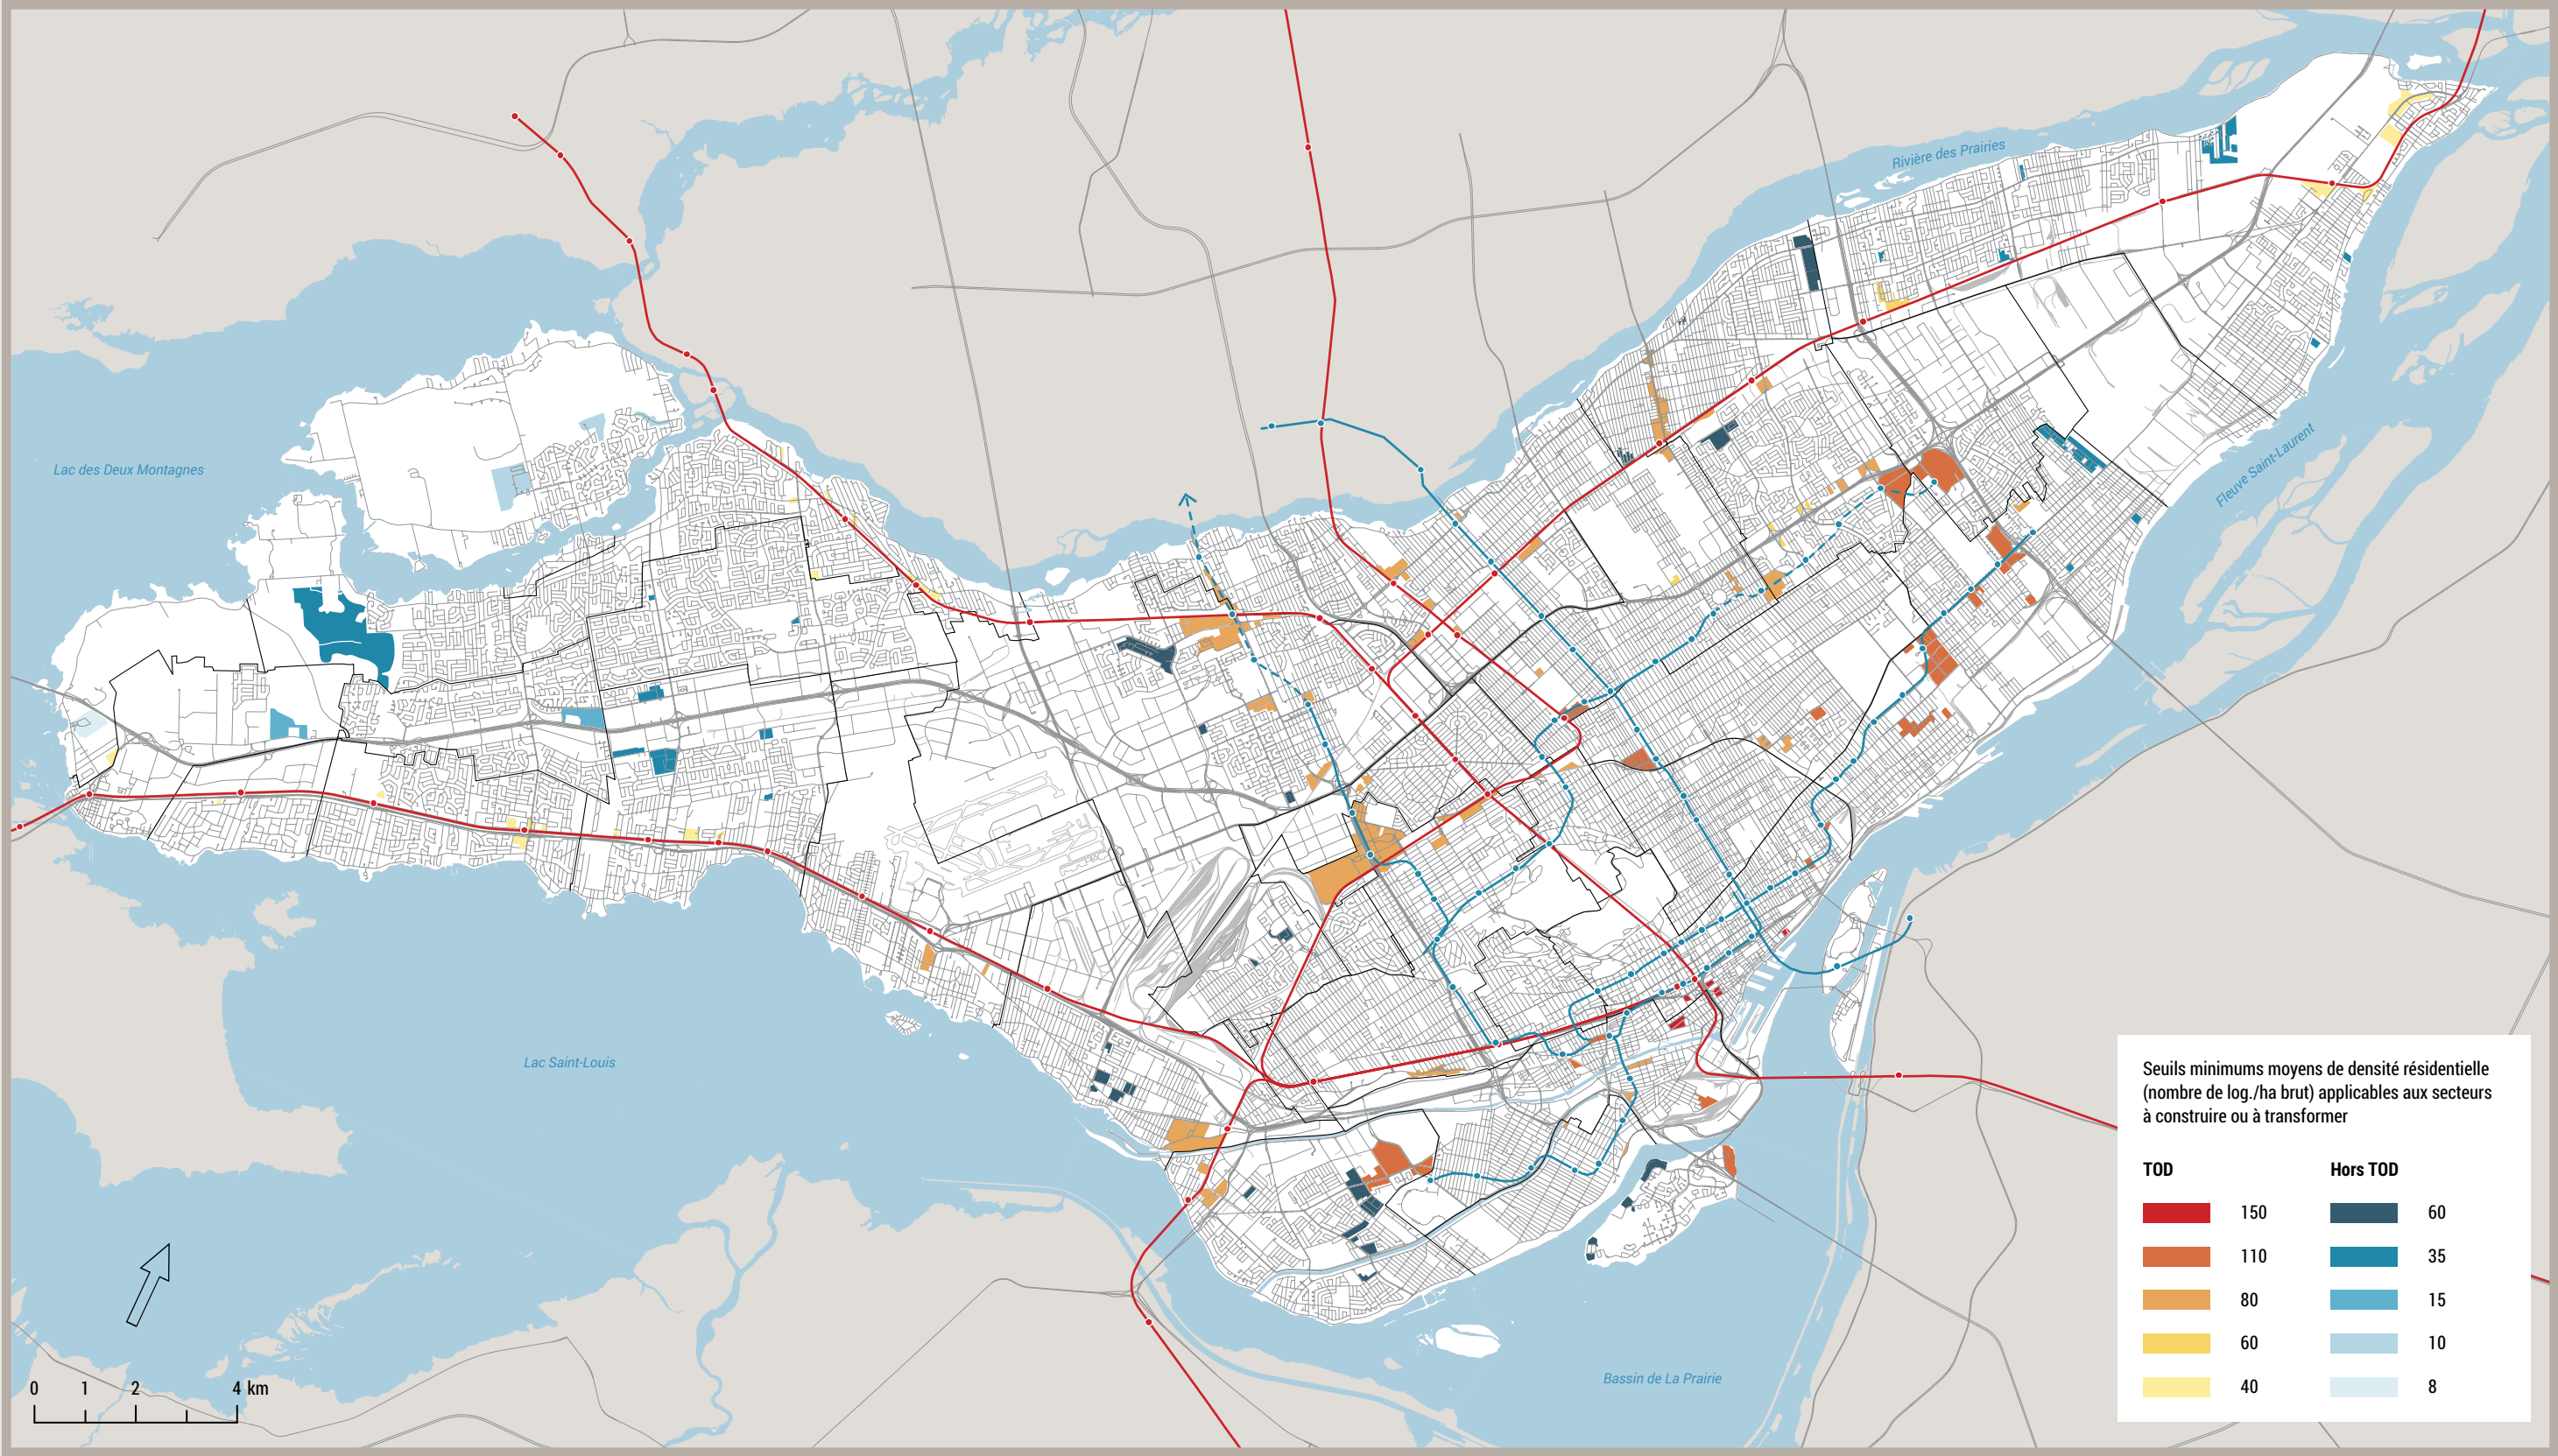 Rivière des Prairies
Lac des Deux Montagnes
Fleuve Saint-Laurent
Lac Saint-Louis
Bassin de La Prairie
0 1 2 4 km
Seuils minimums moyens de densité résidentielle
(nombre de log./ha brut) applicables aux secteurs
à construire ou à transformer
TOD Hors TOD
150 60
110 35
80 15
60 10
40 8